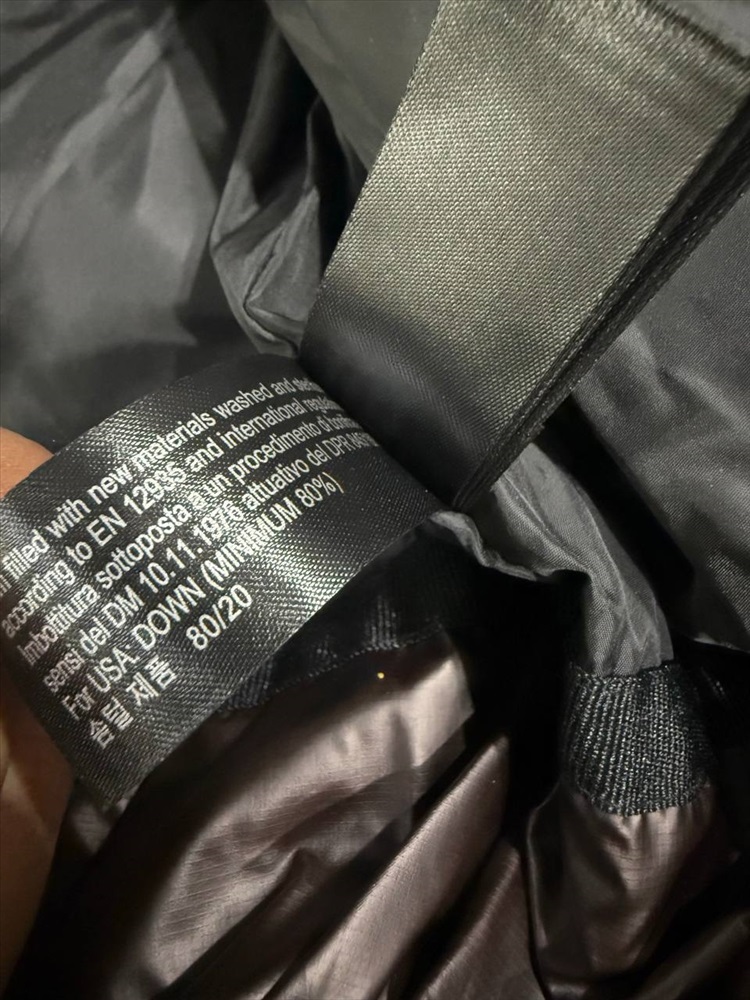 filled with new materials washed and
according to EN 12935 and international
Imbottitura sottoposta a un procedimento di
sensi del DM 10.11.1976 attuativo del DPR
For USA: DOWN (MINIMUM 80%)
솜털 제품 80/20